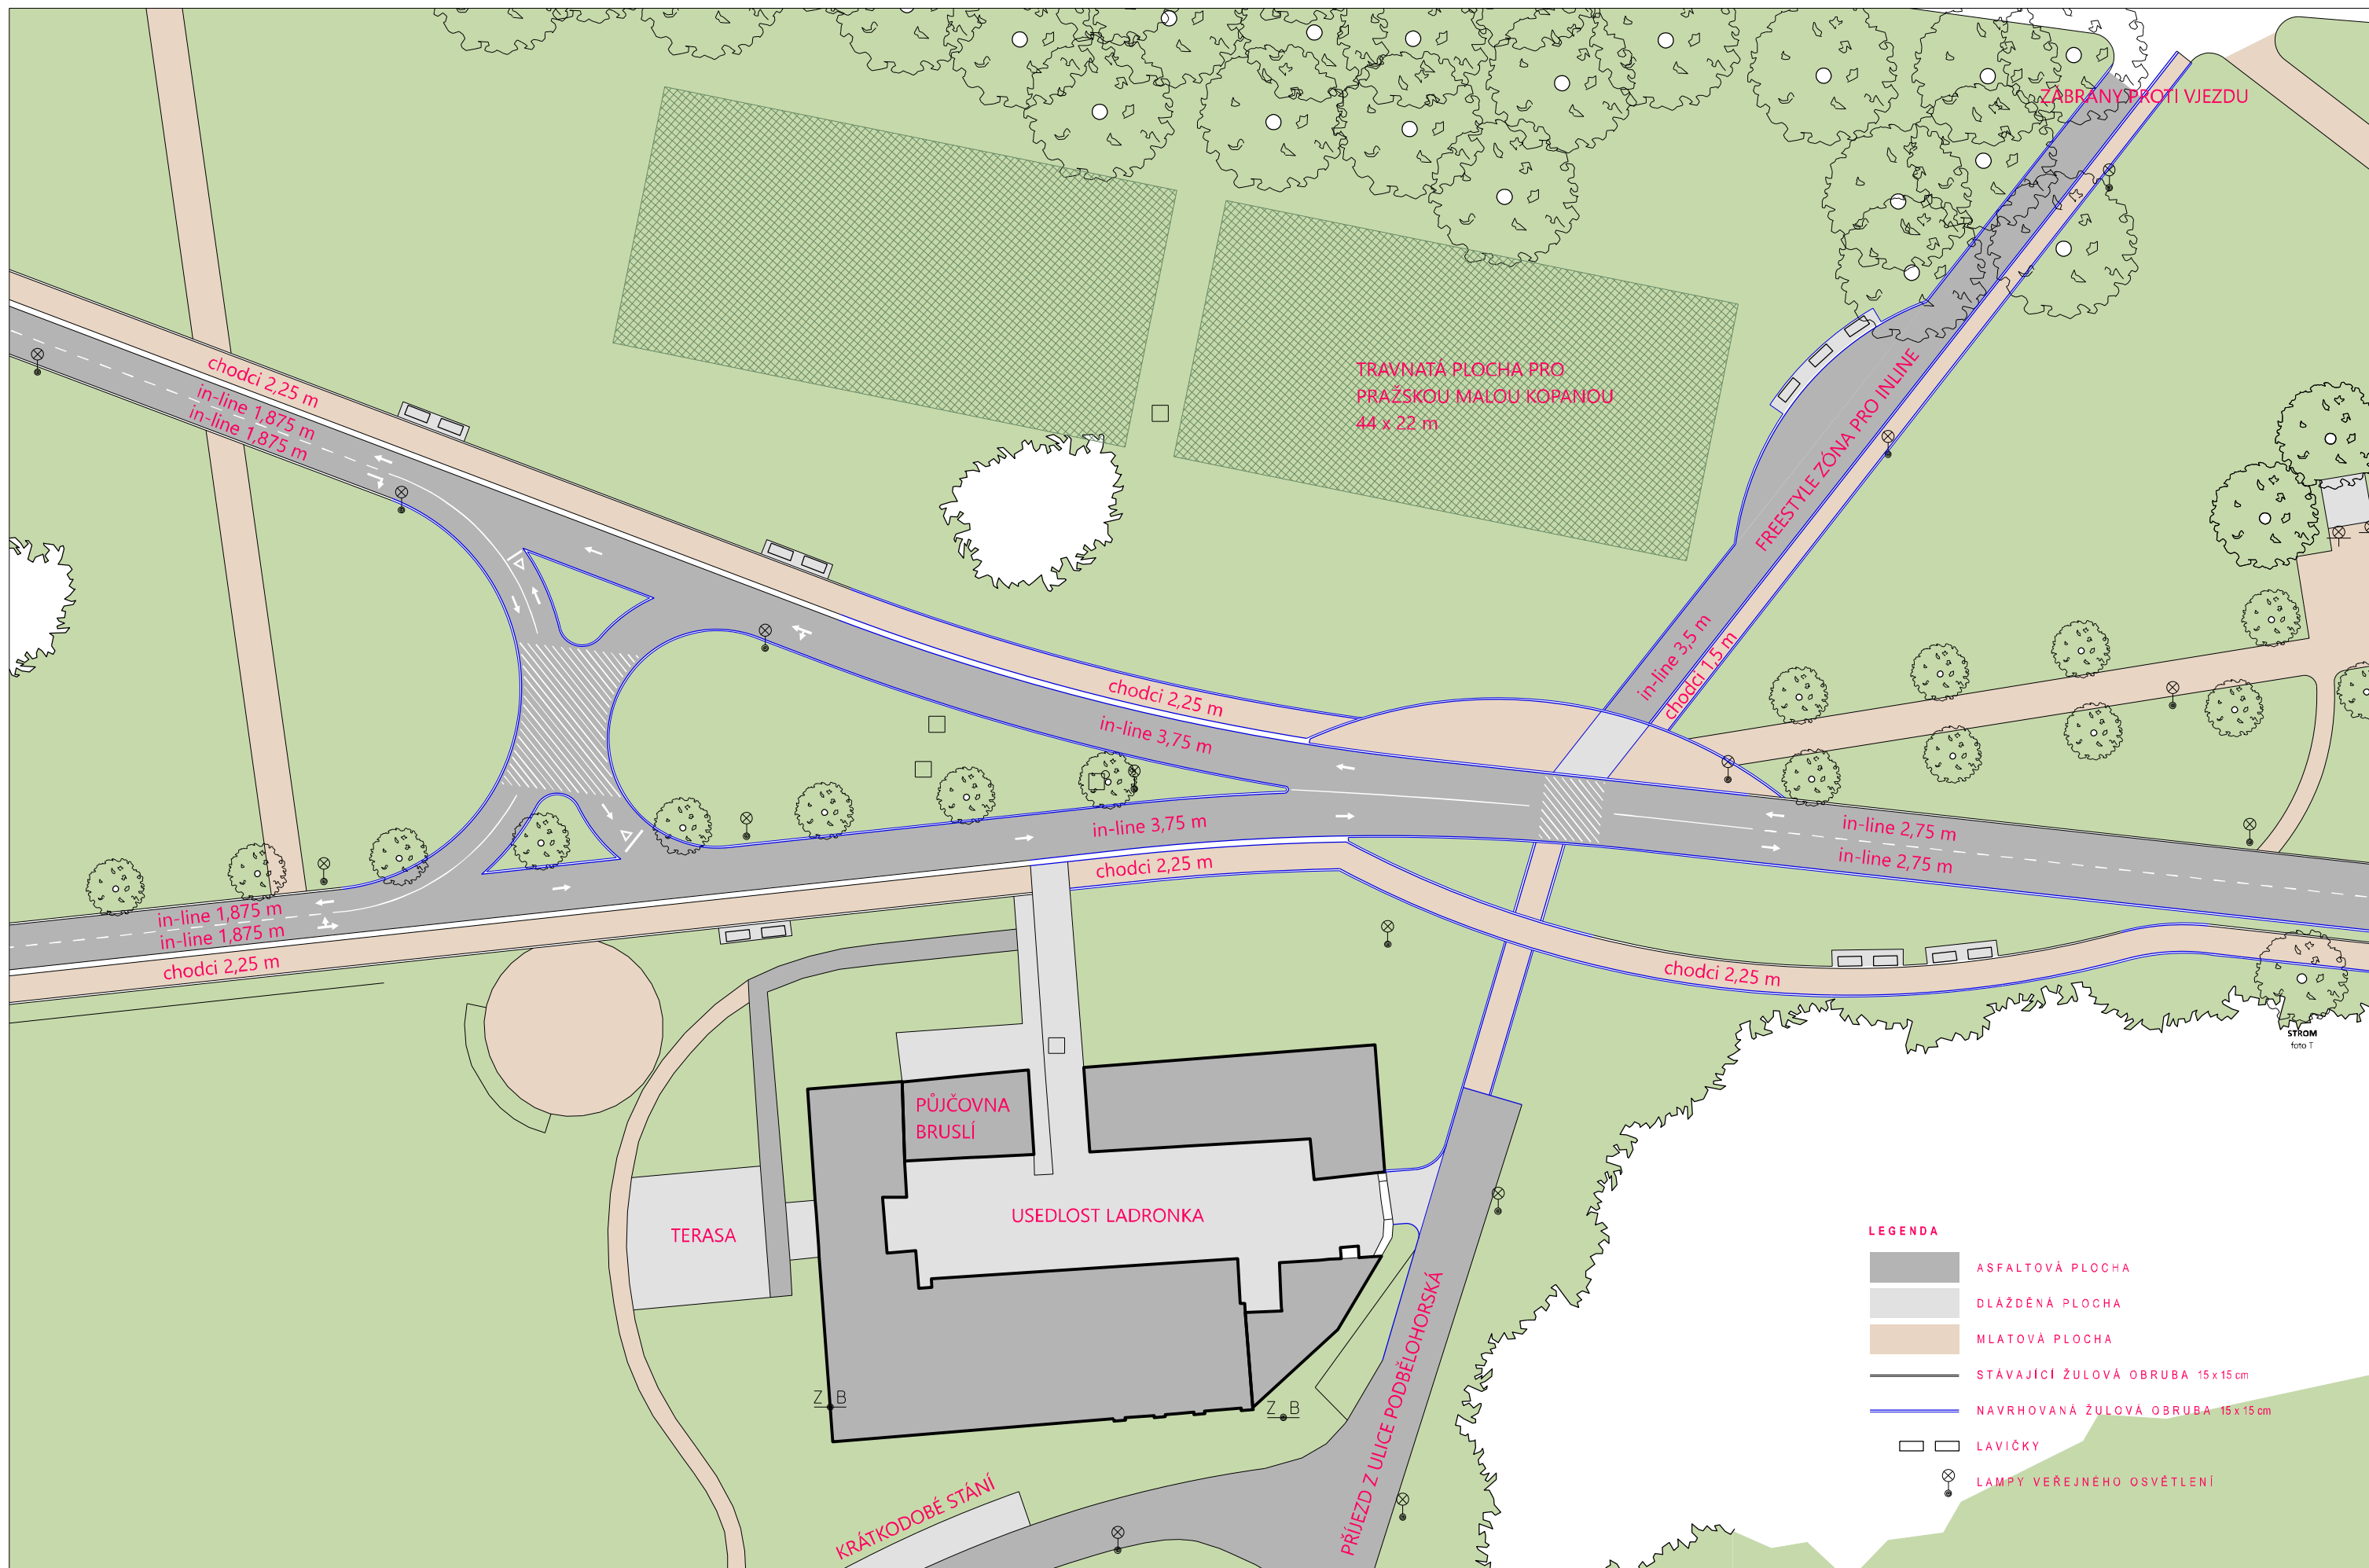 ZÁBRANY PROTI VJEZDU
chodci 2,25 m
in-line 1,875 m
in-line 1,875 m
TRAVNATÁ PLOCHA PRO
PRAŽSKOU MALOU KOPANOU
44 x 22 m
FREESTYLE ZÓNA PRO INLINE
in-line 3,5 m
chodci 1,5 m
chodci 2,25 m
in-line 3,75 m
in-line 3,75 m
chodci 2,25 m
in-line 2,75 m
in-line 2,75 m
in-line 1,875 m
in-line 1,875 m
chodci 2,25 m
chodci 2,25 m
STROM
foto T
PŮJČOVNA
BRUSLÍ
USEDLOST LADRONKA
TERASA
Z B
Z B
PŘÍJEZD Z ULICE PODBĚLOHORSKÁ
KRÁTKODOBÉ STÁNÍ
LEGENDA
ASFALTOVÁ PLOCHA
DLÁŽDĚNÁ PLOCHA
MLATOVÁ PLOCHA
STÁVAJÍCÍ ŽULOVÁ OBRUBA 15 x 15 cm
NAVRHOVANÁ ŽULOVÁ OBRUBA 15 x 15 cm
LAVIČKY
LAMPY VEŘEJNÉHO OSVĚTLENÍ